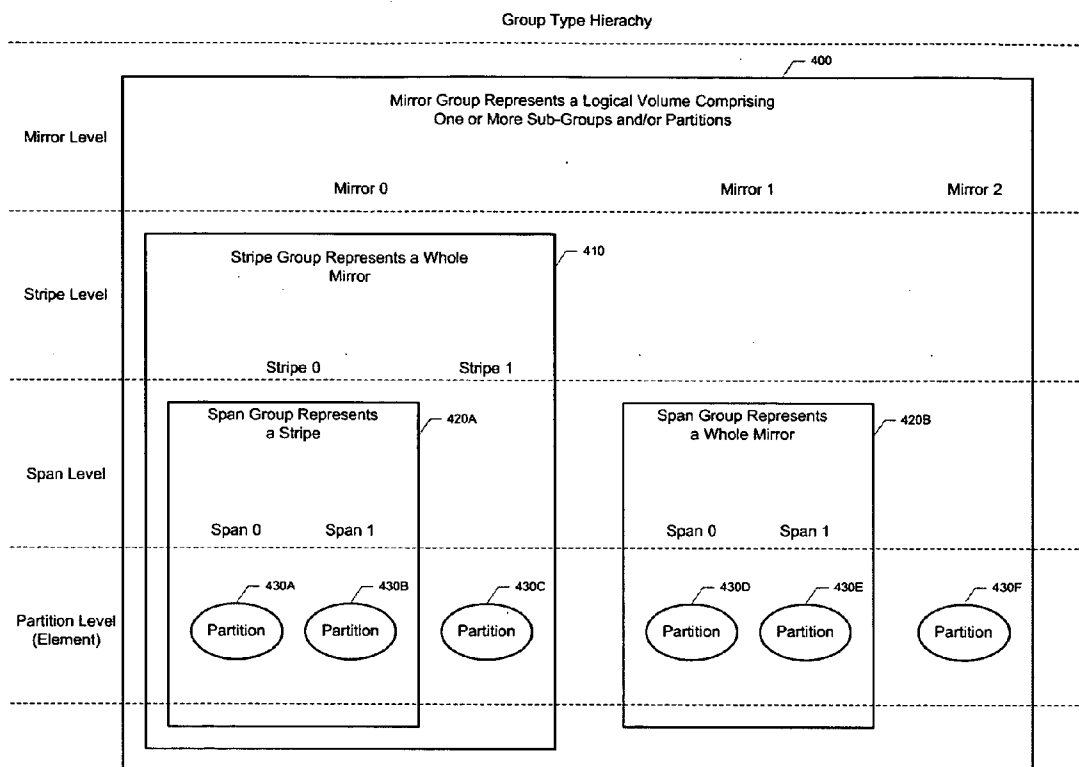 Group Type Hierachy
400
Mirror Group Represents a Logical Volume Comprising
One or More Sub-Groups and/or Partitions
Mirror Level
Mirror 0
Mirror 1
Mirror 2
410
Stripe Group Represents a Whole
Mirror
Stripe Level
Stripe 0
Stripe 1
Span Group Represents
a Stripe
420A
Span Group Represents
a Whole Mirror
420B
Span Level
Span 0
Span 1
Span 0
Span 1
430A
430B
430C
430D
430E
430F
Partition Level
(Element)
Partition
Partition
Partition
Partition
Partition
Partition